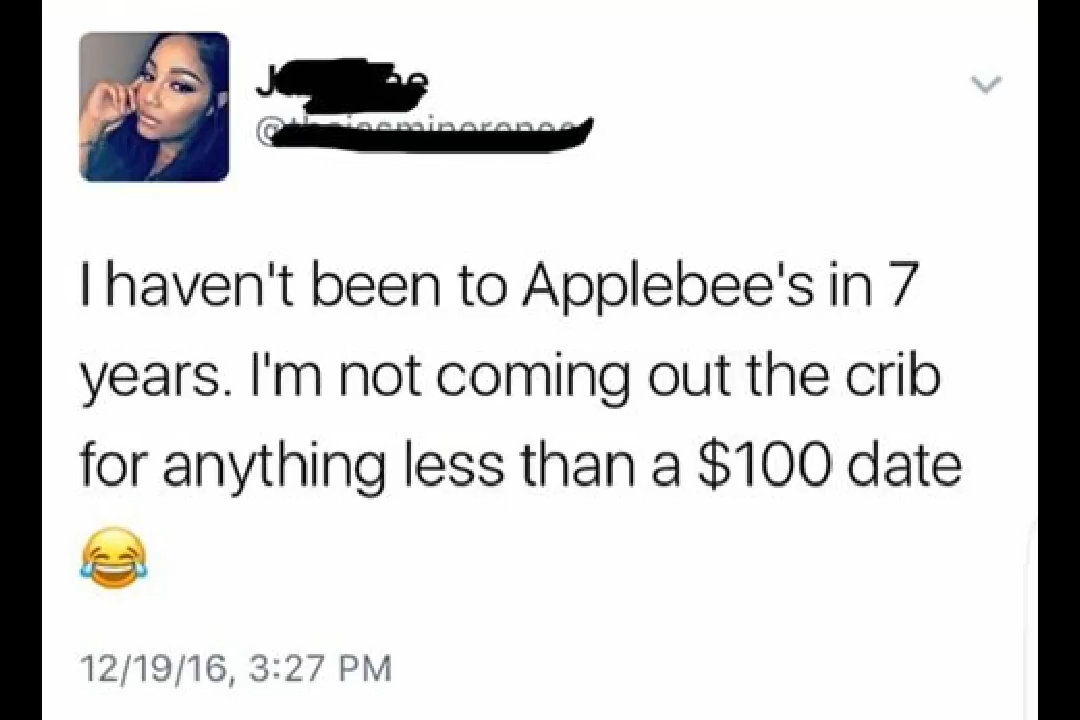 I haven't been to Applebee's in 7
years. I'm not coming out the crib
for anything less than a $100 date
😂
12/19/16, 3:27 PM